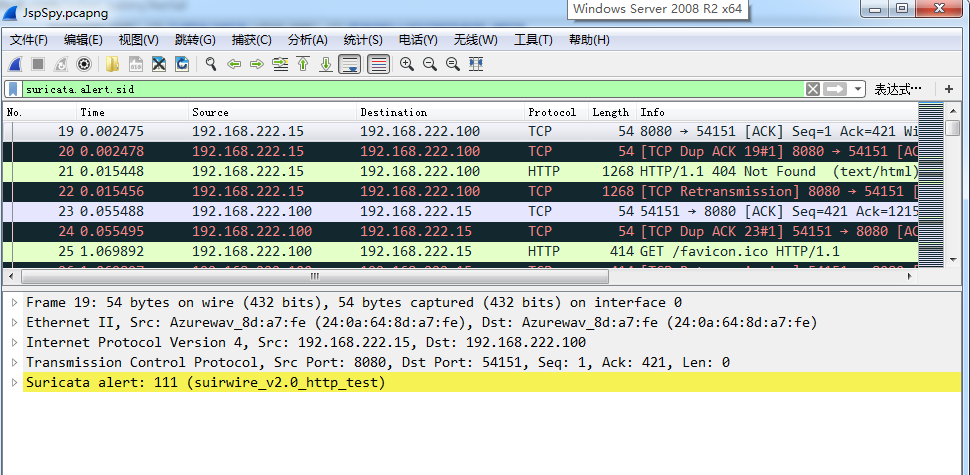 JspSpy.pcapng
Windows Server 2008 R2 x64
文件(F) 编辑(E) 视图(V) 跳转(G) 捕获(C) 分析(A) 统计(S) 电话(Y) 无线(W) 工具(T) 帮助(H)
suricata.alert.sid 表达式… +
No. Time Source Destination Protocol Length Info
19 0.002475 192.168.222.15 192.168.222.100 TCP 54 8080 → 54151 [ACK] Seq=1 Ack=421 Wi
20 0.002478 192.168.222.15 192.168.222.100 TCP 54 [TCP Dup ACK 19#1] 8080 → 54151 [AC
21 0.015448 192.168.222.15 192.168.222.100 HTTP 1268 HTTP/1.1 404 Not Found (text/html)
22 0.015456 192.168.222.15 192.168.222.100 TCP 1268 [TCP Retransmission] 8080 → 54151 [
23 0.055488 192.168.222.100 192.168.222.15 TCP 54 54151 → 8080 [ACK] Seq=421 Ack=1215
24 0.055495 192.168.222.100 192.168.222.15 TCP 54 [TCP Dup ACK 23#1] 54151 → 8080 [AC
25 1.069892 192.168.222.100 192.168.222.15 HTTP 414 GET /favicon.ico HTTP/1.1
Frame 19: 54 bytes on wire (432 bits), 54 bytes captured (432 bits) on interface 0
Ethernet II, Src: Azurewav_8d:a7:fe (24:0a:64:8d:a7:fe), Dst: Azurewav_8d:a7:fe (24:0a:64:8d:a7:fe)
Internet Protocol Version 4, Src: 192.168.222.15, Dst: 192.168.222.100
Transmission Control Protocol, Src Port: 8080, Dst Port: 54151, Seq: 1, Ack: 421, Len: 0
Suricata alert: 111 (suirwire_v2.0_http_test)